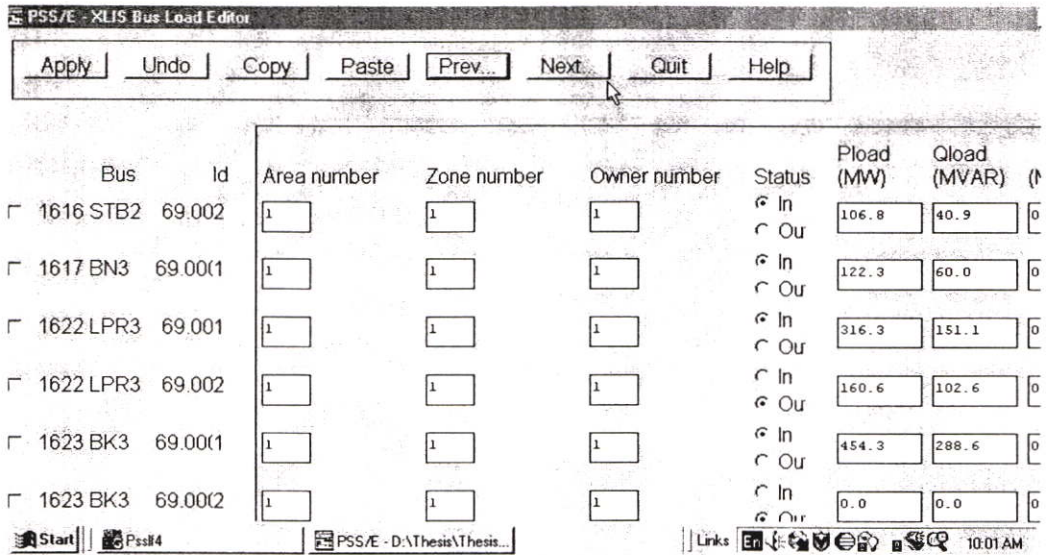 PSS/E - XLIS Bus Load Editor
Apply Undo Copy Paste Prev... Next... Quit Help
Bus Id Area number Zone number Owner number Status Pload (MW) Qload (MVAR)
1616 STB2 69.002 1 1 1 In 106.8 40.9 0
Ou
1617 BN3 69.00(1 1 1 1 In 122.3 60.0 0
Ou
1622 LPR3 69.001 1 1 1 In 316.3 151.1 0
Ou
1622 LPR3 69.002 1 1 1 In 160.6 102.6 0
Ou
1623 BK3 69.00(1 1 1 1 In 454.3 288.6 0
Ou
1623 BK3 69.00(2 1 1 1 In 0.0 0.0 0
Start Pssll4 PSS/E - D:\Thesis\Thesis... Links En 10:01 AM